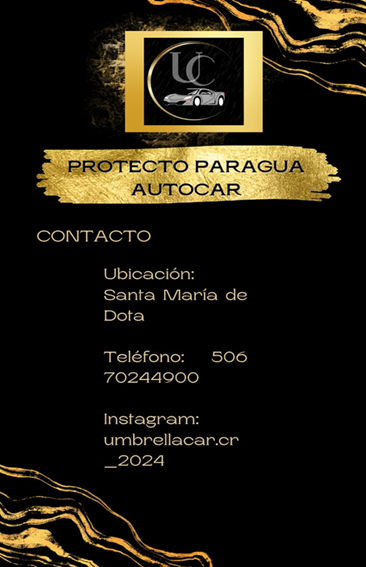 UC
PROTECTO PARAGUA
AUTOCAR
CONTACTO
Ubicación:
Santa María de
Dota
Teléfono: 506
70244900
Instagram:
umbrellacar.cr
_2024